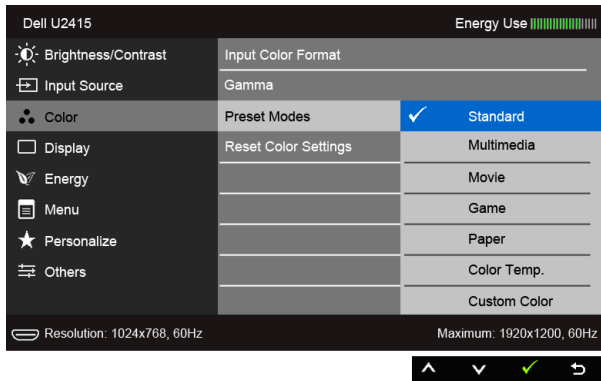 Dell U2415
Energy Use
Brightness/Contrast
Input Source
Color
Display
Energy
Menu
Personalize
Others
Input Color Format
Gamma
Preset Modes
Reset Color Settings
Standard
Multimedia
Movie
Game
Paper
Color Temp.
Custom Color
Resolution: 1024x768, 60Hz
Maximum: 1920x1200, 60Hz